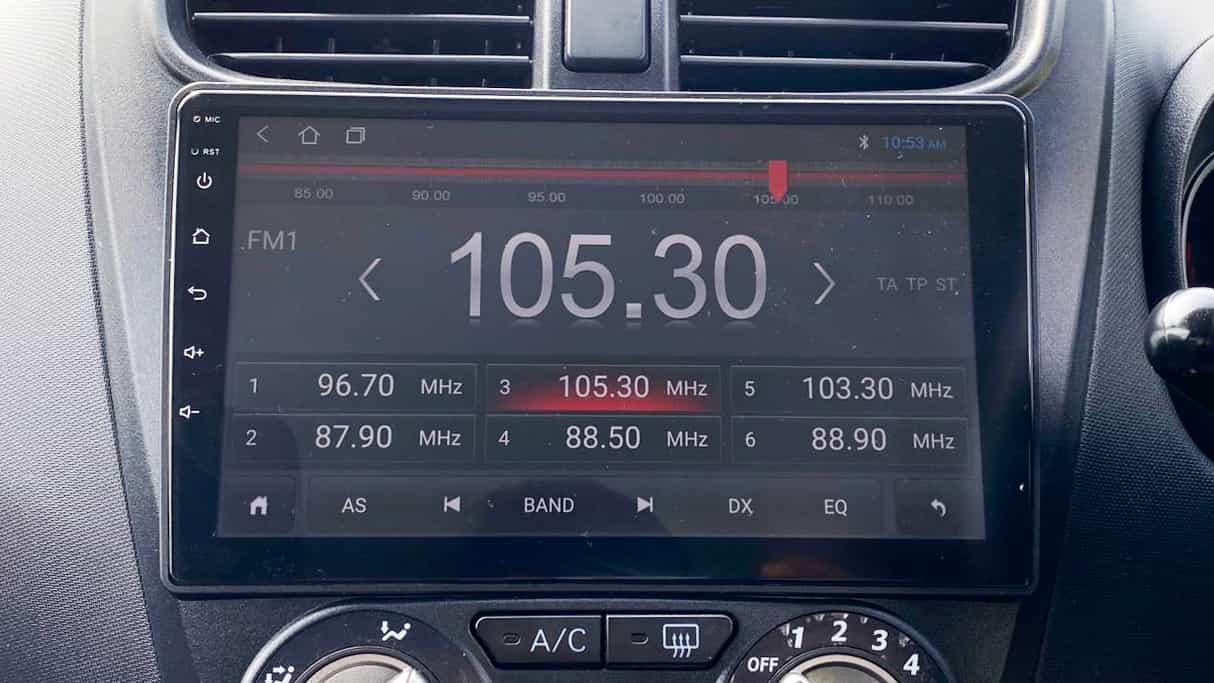 MIC
10:53 AM
RST
85.00 90.00 95.00 100.00 105.00 110.00
FM1
105.30
TA TP ST
1 96.70 MHz 3 105.30 MHz 5 103.30 MHz
2 87.90 MHz 4 88.50 MHz 6 88.90 MHz
AS BAND DX EQ
A/C
OFF 1 2 3 4